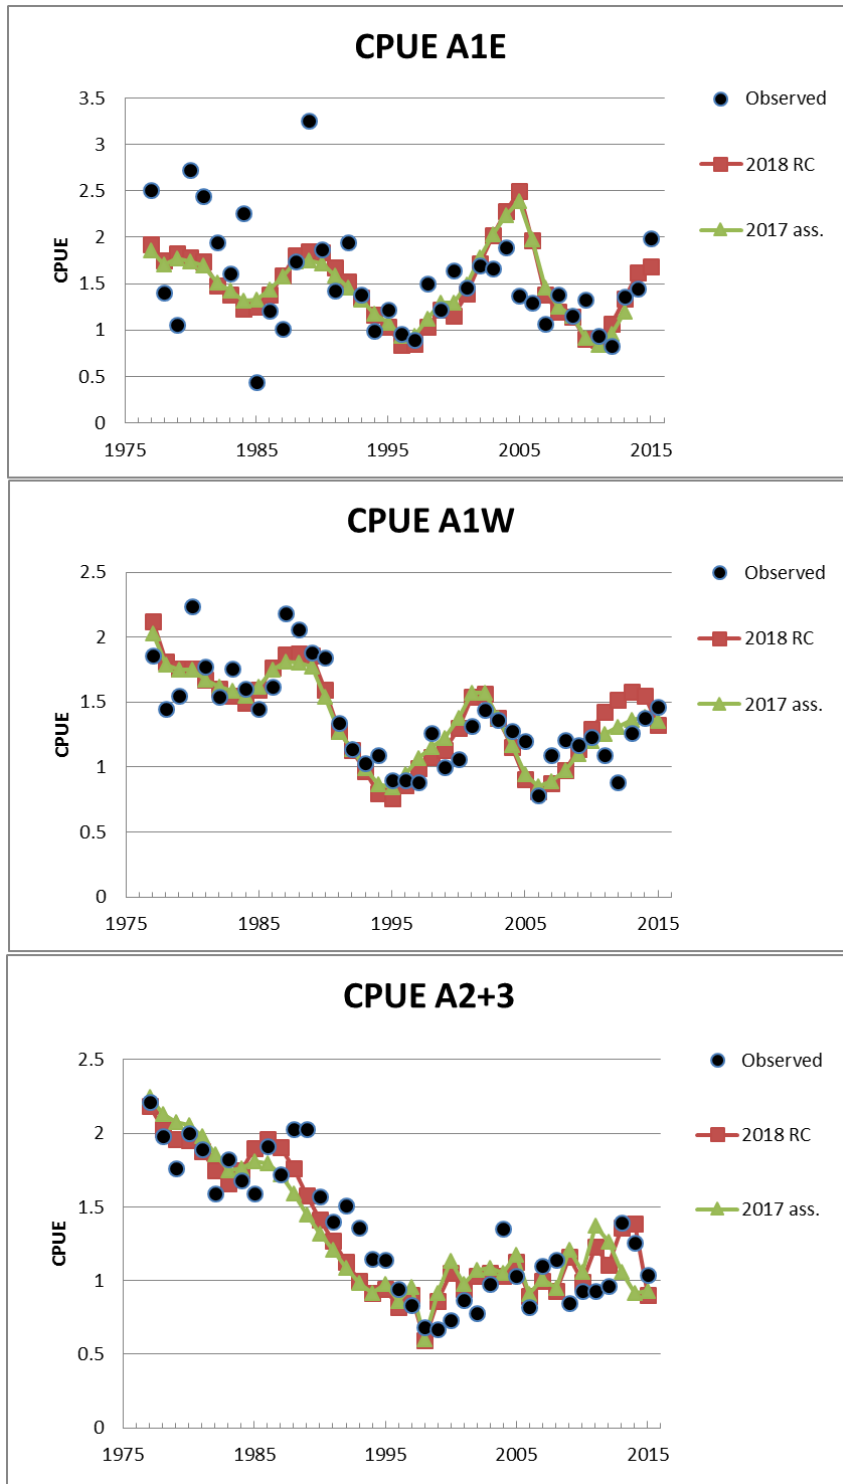 CPUE A1E
3.5
3
2.5
2
1.5
1
0.5
0
CPUE
1975 1985 1995 2005 2015
Observed
2018 RC
2017 ass.
CPUE A1W
2.5
2
1.5
1
0.5
0
CPUE
1975 1985 1995 2005 2015
Observed
2018 RC
2017 ass.
CPUE A2+3
2.5
2
1.5
1
0.5
0
CPUE
1975 1985 1995 2005 2015
Observed
2018 RC
2017 ass.